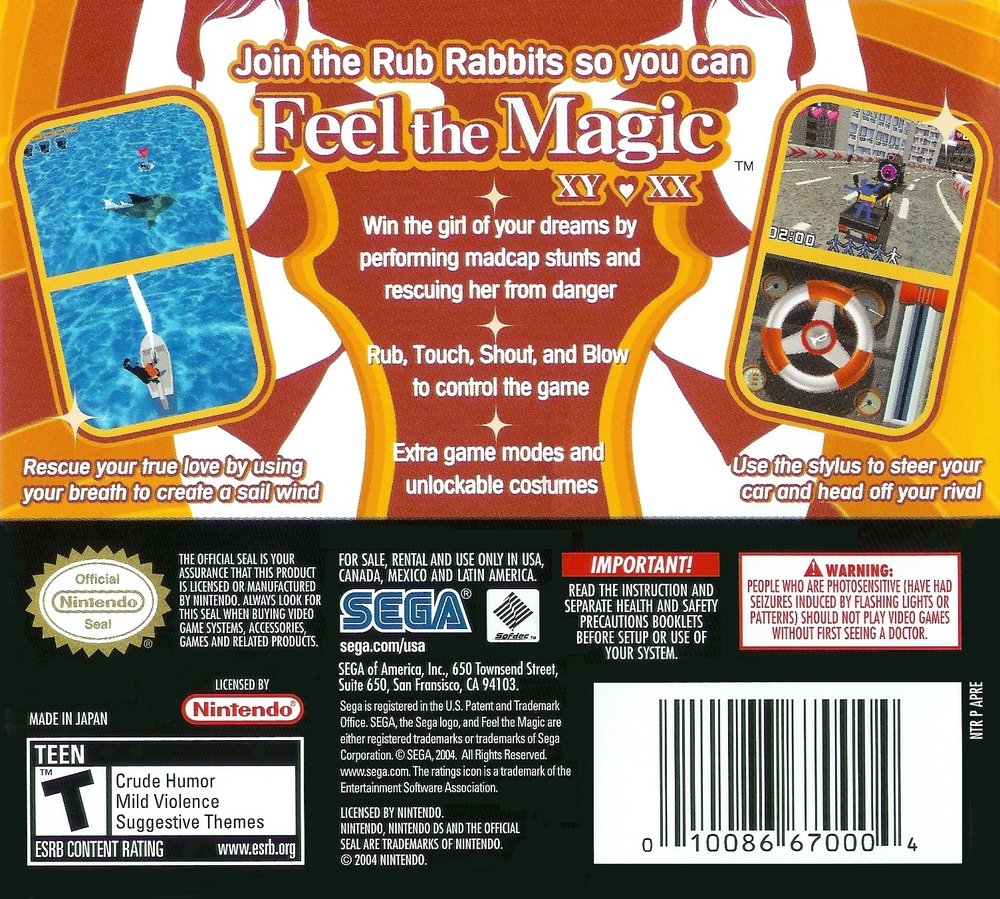 Join the Rub Rabbits so you can
Feel the Magic™
XY ♥ XX
Win the girl of your dreams by
performing madcap stunts and
rescuing her from danger
Rub, Touch, Shout, and Blow
to control the game
Extra game modes and
unlockable costumes
Rescue your true love by using
your breath to create a sail wind
02:00
Use the stylus to steer your
car and head off your rival
Official
Nintendo
Seal
®
THE OFFICIAL SEAL IS YOUR
ASSURANCE THAT THIS PRODUCT
IS LICENSED OR MANUFACTURED
BY NINTENDO. ALWAYS LOOK FOR
THIS SEAL WHEN BUYING VIDEO
GAME SYSTEMS, ACCESSORIES,
GAMES AND RELATED PRODUCTS.
LICENSED BY
Nintendo®
MADE IN JAPAN
TEEN
T™
Crude Humor
Mild Violence
Suggestive Themes
ESRB CONTENT RATING www.esrb.org
FOR SALE, RENTAL AND USE ONLY IN USA,
CANADA, MEXICO AND LATIN AMERICA.
SEGA®
Sofdec™
sega.com/usa
SEGA of America, Inc., 650 Townsend Street,
Suite 650, San Fransisco, CA 94103.
Sega is registered in the U.S. Patent and Trademark
Office. SEGA, the Sega logo, and Feel the Magic are
either registered trademarks or trademarks of Sega
Corporation. © SEGA, 2004. All Rights Reserved.
www.sega.com. The ratings icon is a trademark of the
Entertainment Software Association.
LICENSED BY NINTENDO.
NINTENDO, NINTENDO DS AND THE OFFICIAL
SEAL ARE TRADEMARKS OF NINTENDO.
© 2004 NINTENDO.
IMPORTANT!
READ THE INSTRUCTION AND
SEPARATE HEALTH AND SAFETY
PRECAUTIONS BOOKLETS
BEFORE SETUP OR USE OF
YOUR SYSTEM.
WARNING:
PEOPLE WHO ARE PHOTOSENSITIVE (HAVE HAD
SEIZURES INDUCED BY FLASHING LIGHTS OR
PATTERNS) SHOULD NOT PLAY VIDEO GAMES
WITHOUT FIRST SEEING A DOCTOR.
0 10086 67000 4
NTR P APRE